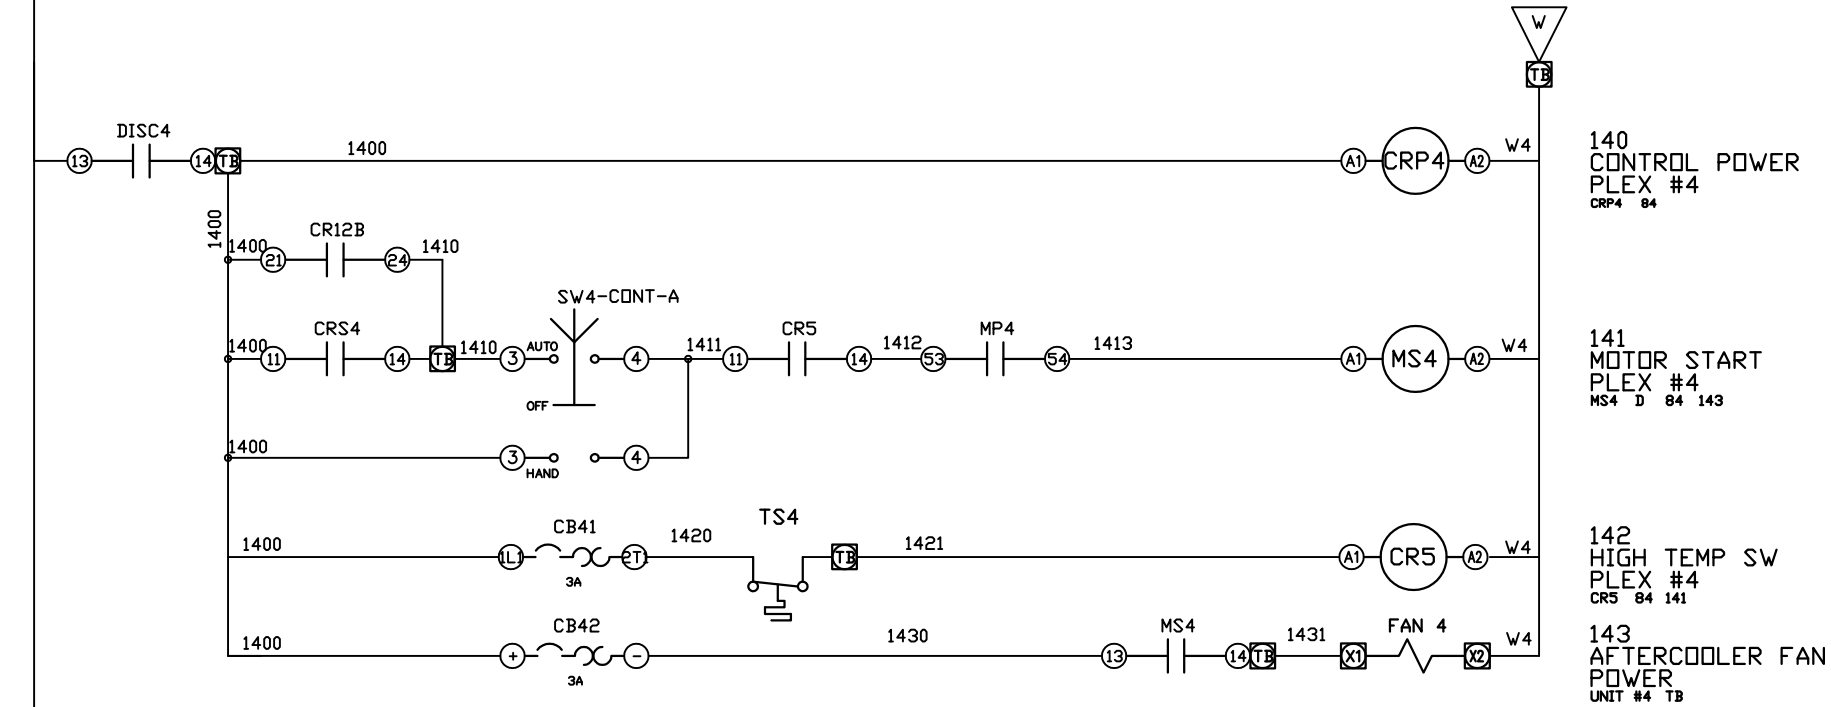 W
TB
DISC4
13
14
TB
1400
A1
CRP4
A2
W4
140
CONTROL POWER
PLEX #4
CRP4 84
1400
CR12B
1400
21
24
1410
SW4-CONT-A
CRS4
1400
11
14
TB
1410
3
AUTO
4
1411
CR5
11
14
1412
53
MP4
54
1413
A1
MS4
A2
W4
141
MOTOR START
PLEX #4
MS4 D 84 143
OFF
1400
3
HAND
4
CB41
1400
1L1
3A
2T1
1420
TS4
TB
1421
A1
CR5
A2
W4
142
HIGH TEMP SW
PLEX #4
CR5 84 141
CB42
1400
+
3A
-
1430
13
MS4
14
TB
1431
X1
FAN 4
X2
W4
143
AFTERCOOLER FAN
POWER
UNIT #4 TB